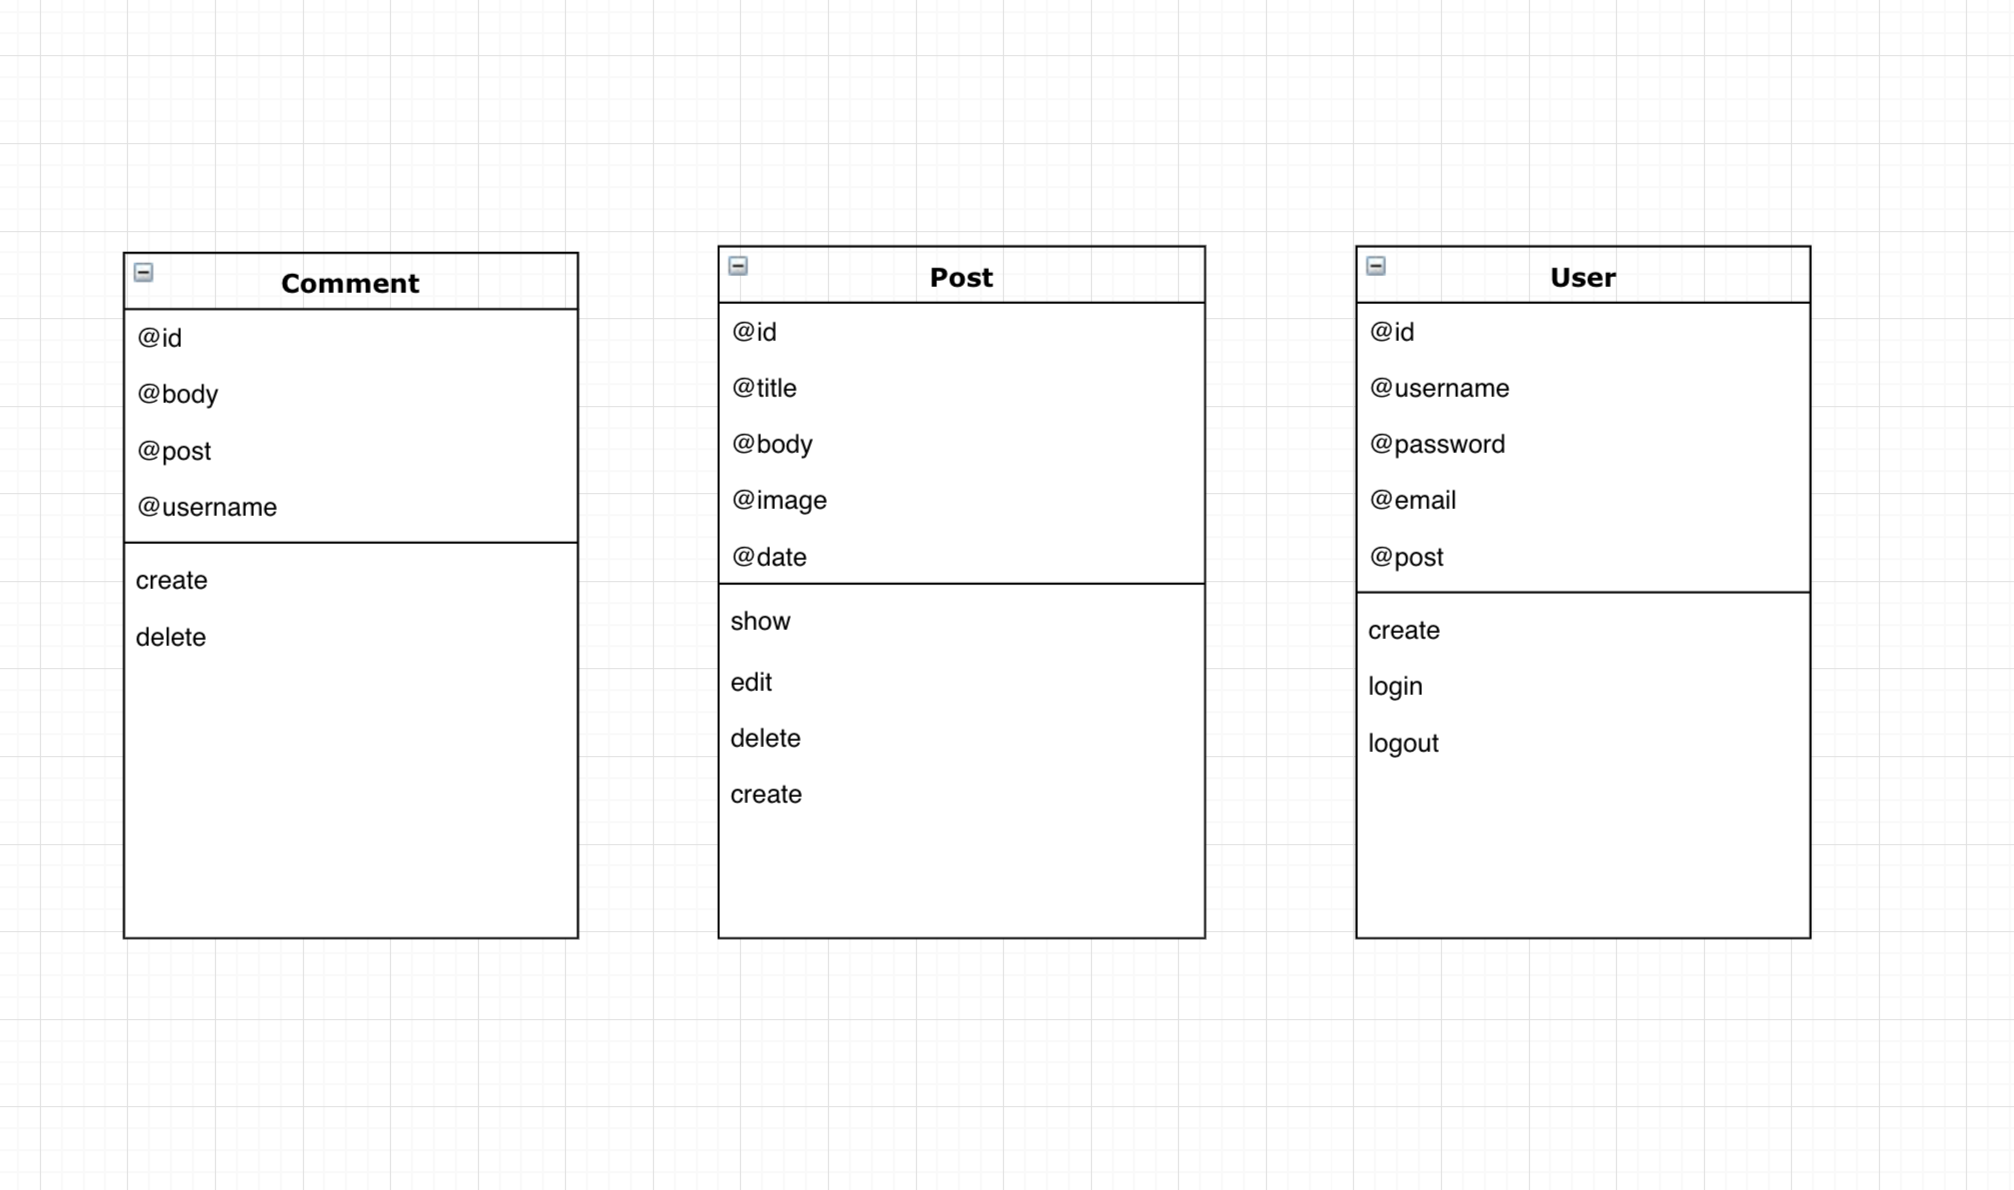 Comment
@id
@body
@post
@username
create
delete
Post
@id
@title
@body
@image
@date
show
edit
delete
create
User
@id
@username
@password
@email
@post
create
login
logout